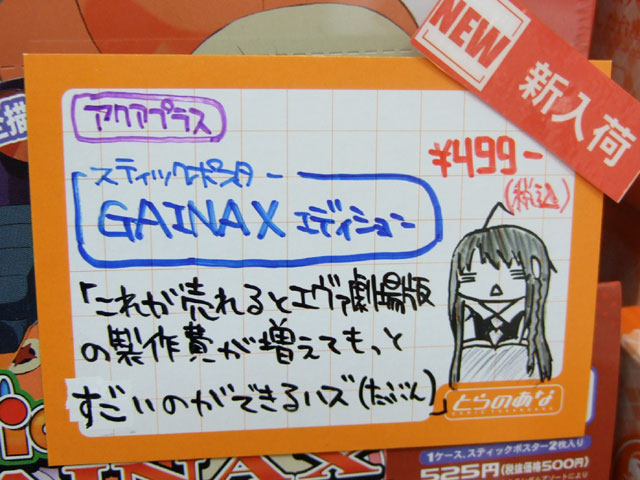 NEW
新入荷
アクアプラス
¥499-
(税込)
スティックポスター
GAINAX エディション
「これが売れるとエヴァ劇場版
の製作費が増えてもっと
すごいのができるハズ(たぶん)」
とらのあな
1ケース、スティックポスター2枚入り
525円(税抜価格500円)
AINAX